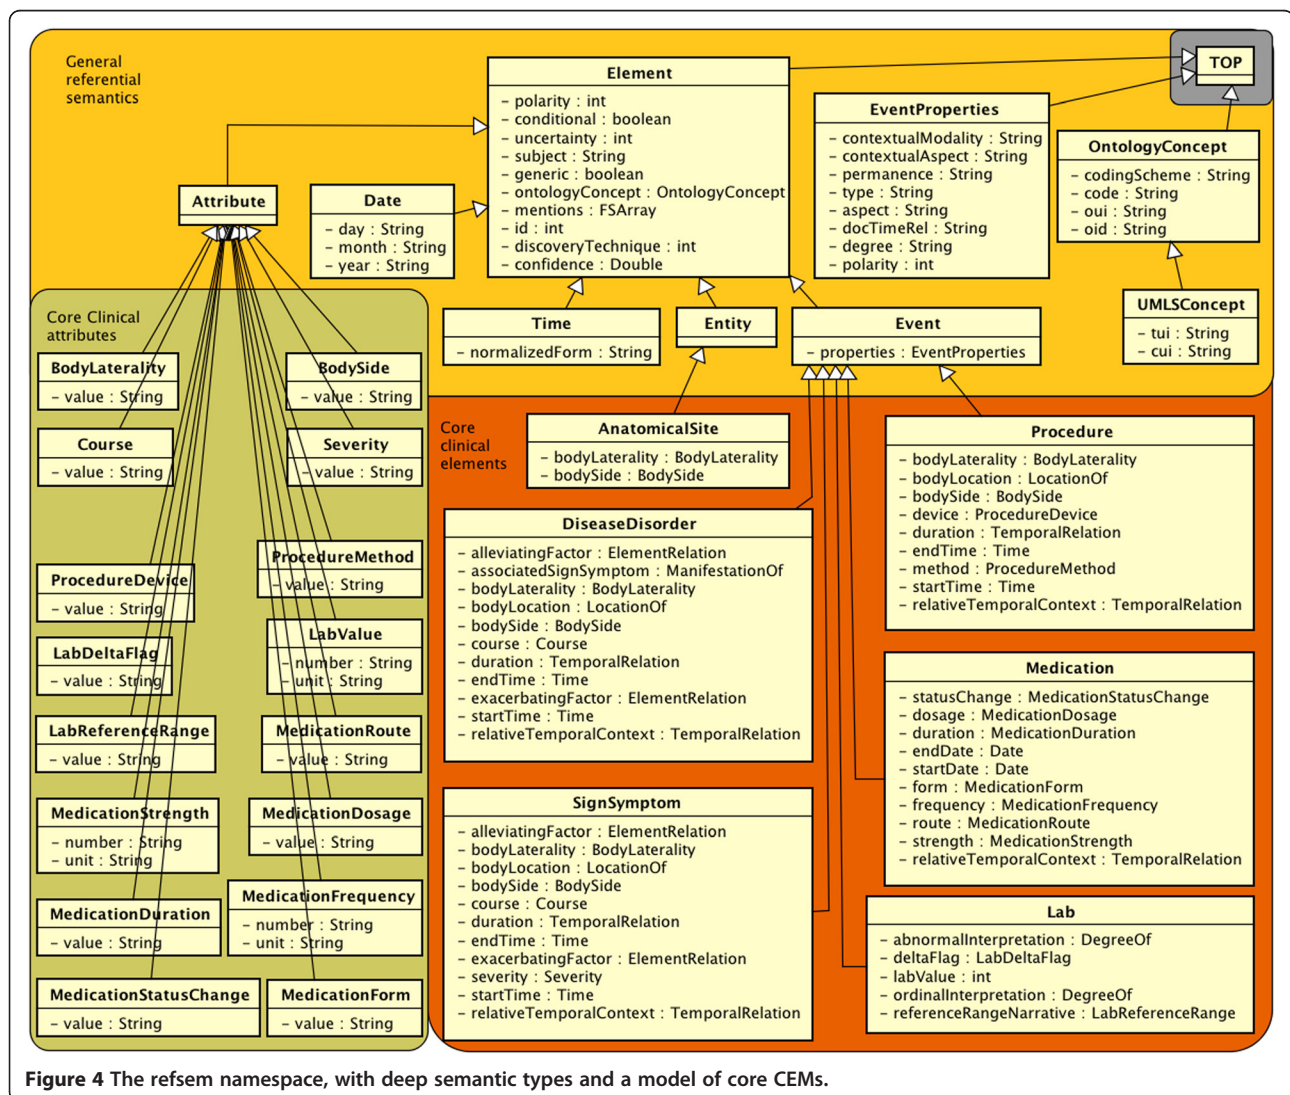 General
referential
semantics
TOP
Element
- polarity : int
- conditional : boolean
- uncertainty : int
- subject : String
- generic : boolean
- ontologyConcept : OntologyConcept
- mentions : FSArray
- id : int
- discoveryTechnique : int
- confidence : Double
EventProperties
- contextualModality : String
- contextualAspect : String
- permanence : String
- type : String
- aspect : String
- docTimeRel : String
- degree : String
- polarity : int
OntologyConcept
- codingScheme : String
- code : String
- oui : String
- oid : String
Attribute
Date
- day : String
- month : String
- year : String
Time
- normalizedForm : String
Entity
Event
- properties : EventProperties
UMLSConcept
- tui : String
- cui : String
Core Clinical
attributes
BodyLaterality
- value : String
BodySide
- value : String
Course
- value : String
Severity
- value : String
ProcedureMethod
- value : String
ProcedureDevice
- value : String
LabValue
- number : String
- unit : String
LabDeltaFlag
- value : String
LabReferenceRange
- value : String
MedicationRoute
- value : String
MedicationStrength
- number : String
- unit : String
MedicationDosage
- value : String
MedicationDuration
- value : String
MedicationFrequency
- number : String
- unit : String
MedicationStatusChange
- value : String
MedicationForm
- value : String
Core
clinical
elements
AnatomicalSite
- bodyLaterality : BodyLaterality
- bodySide : BodySide
DiseaseDisorder
- alleviatingFactor : ElementRelation
- associatedSignSymptom : ManifestationOf
- bodyLaterality : BodyLaterality
- bodyLocation : LocationOf
- bodySide : BodySide
- course : Course
- duration : TemporalRelation
- endTime : Time
- exacerbatingFactor : ElementRelation
- startTime : Time
- relativeTemporalContext : TemporalRelation
SignSymptom
- alleviatingFactor : ElementRelation
- bodyLaterality : BodyLaterality
- bodyLocation : LocationOf
- bodySide : BodySide
- course : Course
- duration : TemporalRelation
- endTime : Time
- exacerbatingFactor : ElementRelation
- severity : Severity
- startTime : Time
- relativeTemporalContext : TemporalRelation
Procedure
- bodyLaterality : BodyLaterality
- bodyLocation : LocationOf
- bodySide : BodySide
- device : ProcedureDevice
- duration : TemporalRelation
- endTime : Time
- method : ProcedureMethod
- startTime : Time
- relativeTemporalContext : TemporalRelation
Medication
- statusChange : MedicationStatusChange
- dosage : MedicationDosage
- duration : MedicationDuration
- endDate : Date
- startDate : Date
- form : MedicationForm
- frequency : MedicationFrequency
- route : MedicationRoute
- strength : MedicationStrength
- relativeTemporalContext : TemporalRelation
Lab
- abnormalInterpretation : DegreeOf
- deltaFlag : LabDeltaFlag
- labValue : int
- ordinalInterpretation : DegreeOf
- referenceRangeNarrative : LabReferenceRange
Figure 4 The refsem namespace, with deep semantic types and a model of core CEMs.